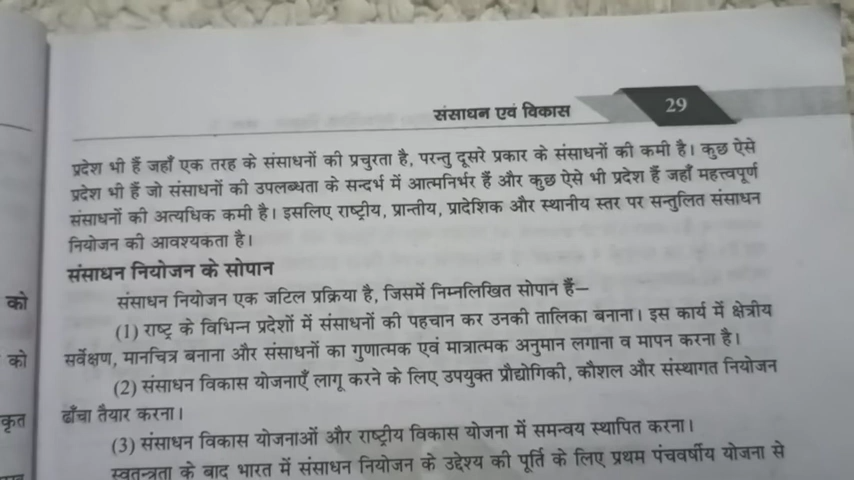 संसाधन एवं विकास 29
प्रदेश भी हैं जहाँ एक तरह के संसाधनों की प्रचुरता है, परन्तु दूसरे प्रकार के संसाधनों की कमी है। कुछ ऐसे
प्रदेश भी हैं जो संसाधनों की उपलब्धता के सन्दर्भ में आत्मनिर्भर हैं और कुछ ऐसे भी प्रदेश हैं जहाँ महत्त्वपूर्ण
संसाधनों की अत्यधिक कमी है। इसलिए राष्ट्रीय, प्रान्तीय, प्रादेशिक और स्थानीय स्तर पर सन्तुलित संसाधन
नियोजन की आवश्यकता है।
संसाधन नियोजन के सोपान
संसाधन नियोजन एक जटिल प्रक्रिया है, जिसमें निम्नलिखित सोपान हैं—
(1) राष्ट्र के विभिन्न प्रदेशों में संसाधनों की पहचान कर उनकी तालिका बनाना। इस कार्य में क्षेत्रीय
सर्वेक्षण, मानचित्र बनाना और संसाधनों का गुणात्मक एवं मात्रात्मक अनुमान लगाना व मापन करना है।
(2) संसाधन विकास योजनाएँ लागू करने के लिए उपयुक्त प्रौद्योगिकी, कौशल और संस्थागत नियोजन
ढाँचा तैयार करना।
(3) संसाधन विकास योजनाओं और राष्ट्रीय विकास योजना में समन्वय स्थापित करना।
स्वतन्त्रता के बाद भारत में संसाधन नियोजन के उद्देश्य की पूर्ति के लिए प्रथम पंचवर्षीय योजना से
को
को
कृत